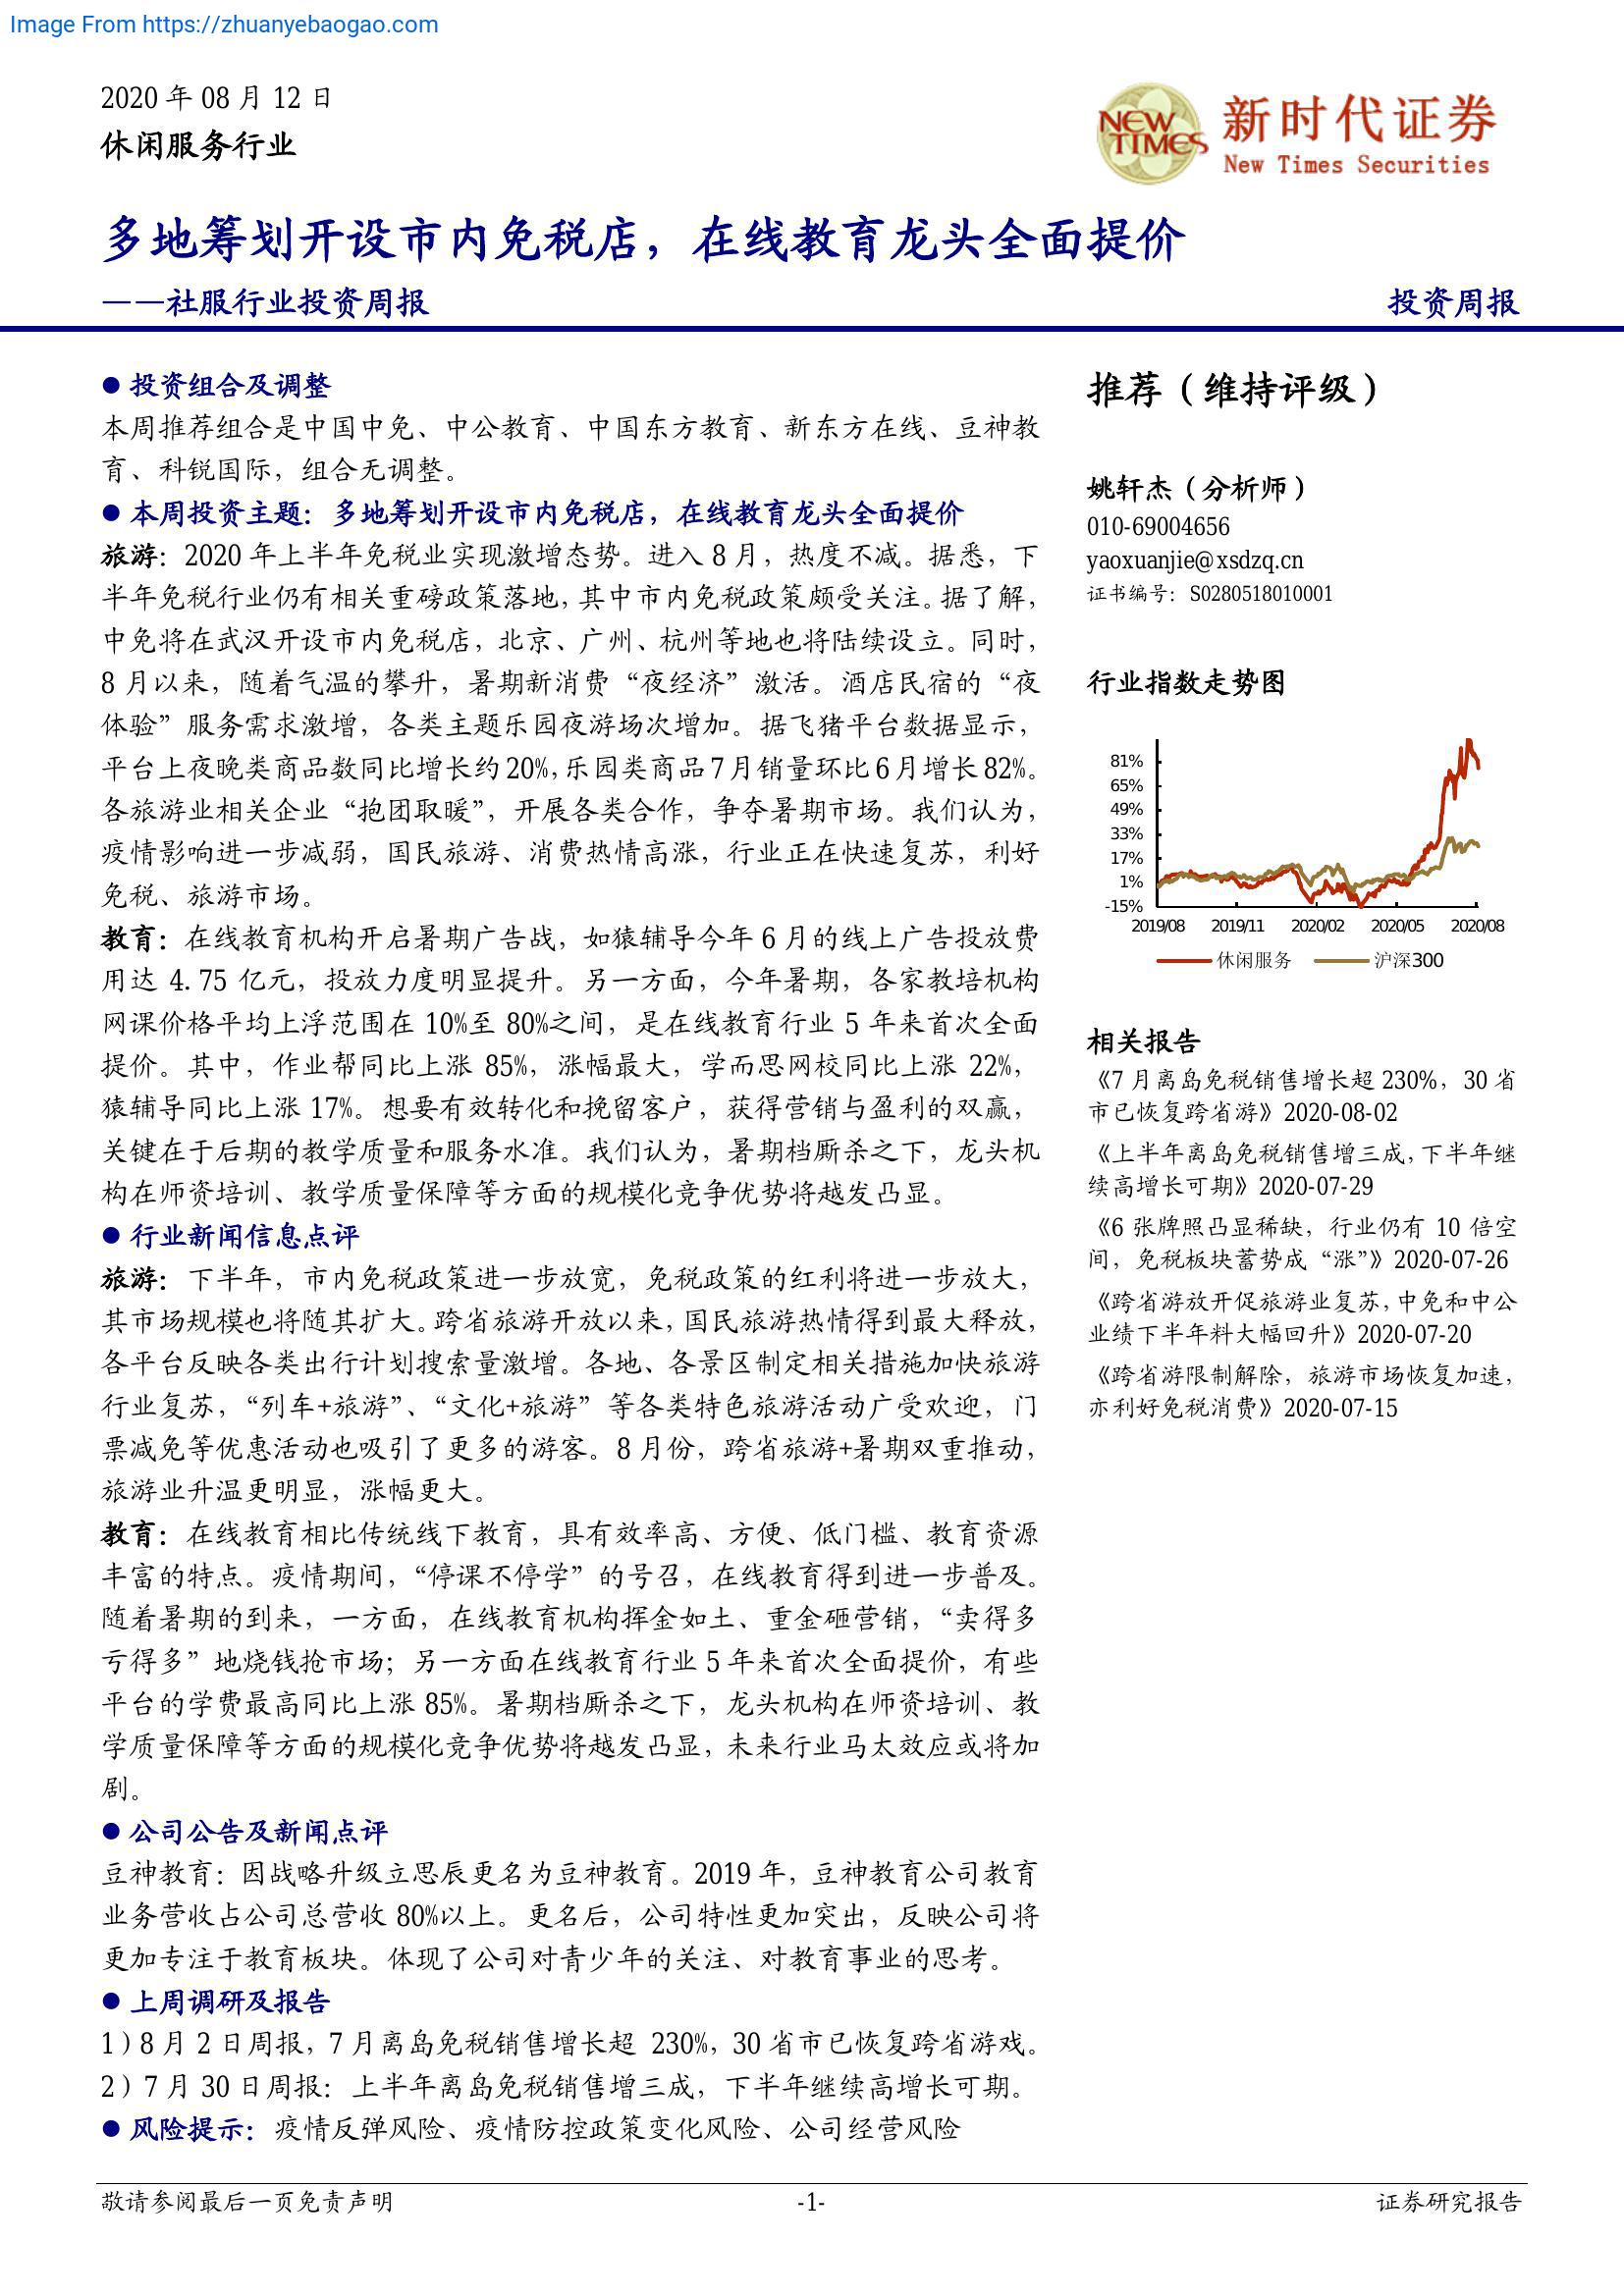 Image From https://zhuanyebaogao.com
2020 年 08 月 12 日
休闲服务行业
NEW TIMES
新时代证券
New Times Securities
多地筹划开设市内免税店，在线教育龙头全面提价
——社服行业投资周报
投资周报
● 投资组合及调整
本周推荐组合是中国中免、中公教育、中国东方教育、新东方在线、豆神教
育、科锐国际，组合无调整。
● 本周投资主题：多地筹划开设市内免税店，在线教育龙头全面提价
旅游：2020 年上半年免税业实现激增态势。进入 8 月，热度不减。据悉，下
半年免税行业仍有相关重磅政策落地，其中市内免税政策颇受关注。据了解，
中免将在武汉开设市内免税店，北京、广州、杭州等地也将陆续设立。同时，
8 月以来，随着气温的攀升，暑期新消费“夜经济”激活。酒店民宿的“夜
体验”服务需求激增，各类主题乐园夜游场次增加。据飞猪平台数据显示，
平台上夜晚类商品数同比增长约 20%，乐园类商品 7 月销量环比 6 月增长 82%。
各旅游业相关企业“抱团取暖”，开展各类合作，争夺暑期市场。我们认为，
疫情影响进一步减弱，国民旅游、消费热情高涨，行业正在快速复苏，利好
免税、旅游市场。
教育：在线教育机构开启暑期广告战，如猿辅导今年 6 月的线上广告投放费
用达 4.75 亿元，投放力度明显提升。另一方面，今年暑期，各家教培机构
网课价格平均上浮范围在 10%至 80%之间，是在线教育行业 5 年来首次全面
提价。其中，作业帮同比上涨 85%，涨幅最大，学而思网校同比上涨 22%，
猿辅导同比上涨 17%。想要有效转化和挽留客户，获得营销与盈利的双赢，
关键在于后期的教学质量和服务水准。我们认为，暑期档厮杀之下，龙头机
构在师资培训、教学质量保障等方面的规模化竞争优势将越发凸显。
● 行业新闻信息点评
旅游：下半年，市内免税政策进一步放宽，免税政策的红利将进一步放大，
其市场规模也将随其扩大。跨省旅游开放以来，国民旅游热情得到最大释放，
各平台反映各类出行计划搜索量激增。各地、各景区制定相关措施加快旅游
行业复苏，“列车+旅游”、“文化+旅游”等各类特色旅游活动广受欢迎，门
票减免等优惠活动也吸引了更多的游客。8 月份，跨省旅游+暑期双重推动，
旅游业升温更明显，涨幅更大。
教育：在线教育相比传统线下教育，具有效率高、方便、低门槛、教育资源
丰富的特点。疫情期间，“停课不停学”的号召，在线教育得到进一步普及。
随着暑期的到来，一方面，在线教育机构挥金如土、重金砸营销，“卖得多
亏得多”地烧钱抢市场；另一方面在线教育行业 5 年来首次全面提价，有些
平台的学费最高同比上涨 85%。暑期档厮杀之下，龙头机构在师资培训、教
学质量保障等方面的规模化竞争优势将越发凸显，未来行业马太效应或将加
剧。
● 公司公告及新闻点评
豆神教育：因战略升级立思辰更名为豆神教育。2019 年，豆神教育公司教育
业务营收占公司总营收 80%以上。更名后，公司特性更加突出，反映公司将
更加专注于教育板块。体现了公司对青少年的关注、对教育事业的思考。
● 上周调研及报告
1）8 月 2 日周报，7 月离岛免税销售增长超 230%，30 省市已恢复跨省游戏。
2）7 月 30 日周报：上半年离岛免税销售增三成，下半年继续高增长可期。
● 风险提示：疫情反弹风险、疫情防控政策变化风险、公司经营风险
推荐（维持评级）
姚轩杰（分析师）
010-69004656
yaoxuanjie@xsdzq.cn
证书编号：S0280518010001
行业指数走势图
81%
65%
49%
33%
17%
1%
-15%
2019/08 2019/11 2020/02 2020/05 2020/08
休闲服务 沪深300
相关报告
《7 月离岛免税销售增长超 230%，30 省
市已恢复跨省游》2020-08-02
《上半年离岛免税销售增三成，下半年继
续高增长可期》2020-07-29
《6 张牌照凸显稀缺，行业仍有 10 倍空
间，免税板块蓄势成“涨”》2020-07-26
《跨省游放开促旅游业复苏，中免和中公
业绩下半年料大幅回升》2020-07-20
《跨省游限制解除，旅游市场恢复加速，
亦利好免税消费》2020-07-15
敬请参阅最后一页免责声明
-1-
证券研究报告